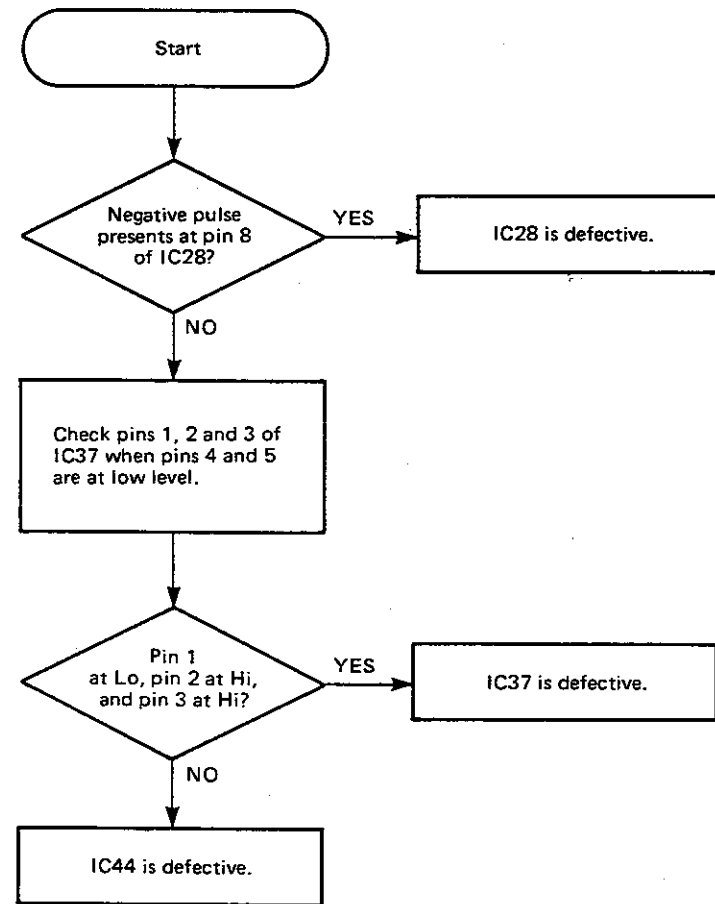 Start
Negative pulse
presents at pin 8
of IC28?
YES
IC28 is defective.
NO
Check pins 1, 2 and 3 of
IC37 when pins 4 and 5
are at low level.
Pin 1
at Lo, pin 2 at Hi,
and pin 3 at Hi?
YES
IC37 is defective.
NO
IC44 is defective.